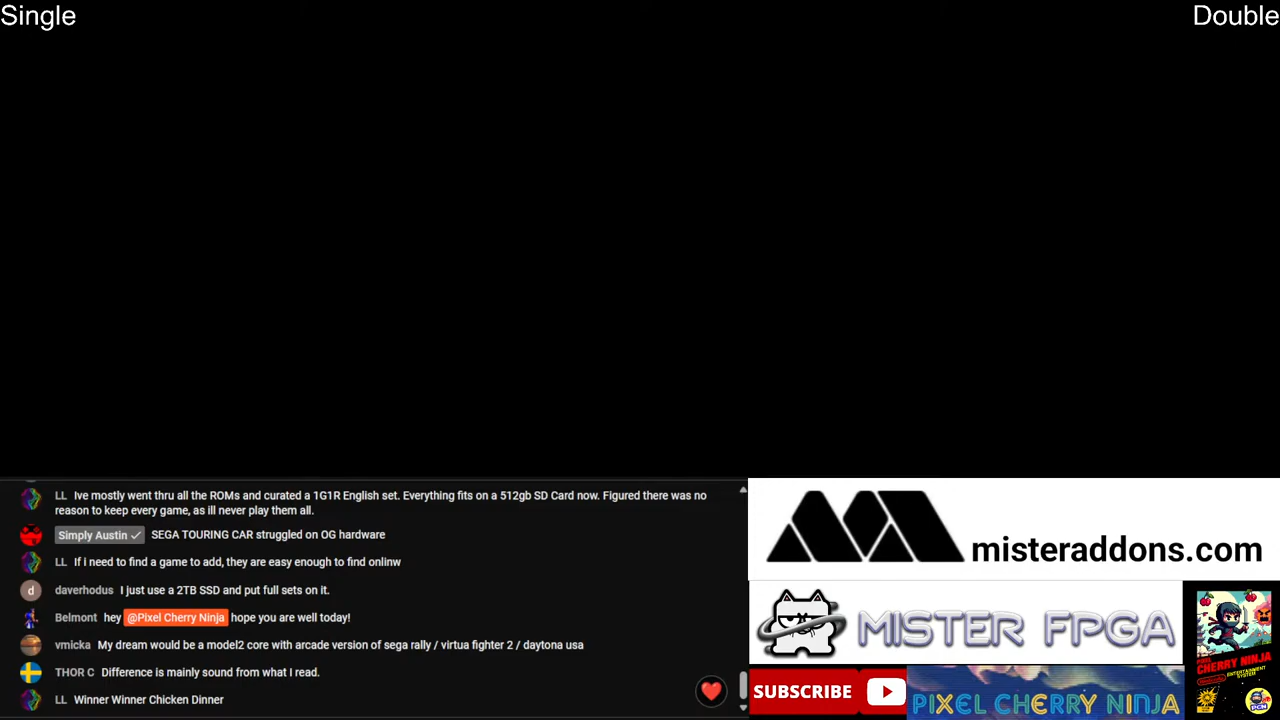 Single
Double
LL Ive mostly went thru all the ROMs and curated a 1G1R English set. Everything fits on a 512gb SD Card now. Figured there was no
reason to keep every game, as ill never play them all.
Simply Austin SEGA TOURING CAR struggled on OG hardware
LL If i need to find a game to add, they are easy enough to find onlinw
d
daverhodus I just use a 2TB SSD and put full sets on it.
Belmont hey @Pixel Cherry Ninja hope you are well today!
vmicka My dream would be a model2 core with arcade version of sega rally / virtua fighter 2 / daytona usa
THOR C Difference is mainly sound from what I read.
LL Winner Winner Chicken Dinner
misteraddons.com
MISTER FPGA
SUBSCRIBE
PIXEL CHERRY NINJA
PIXEL
CHERRY NINJA
ENTERTAINMENT
SYSTEM
PCN